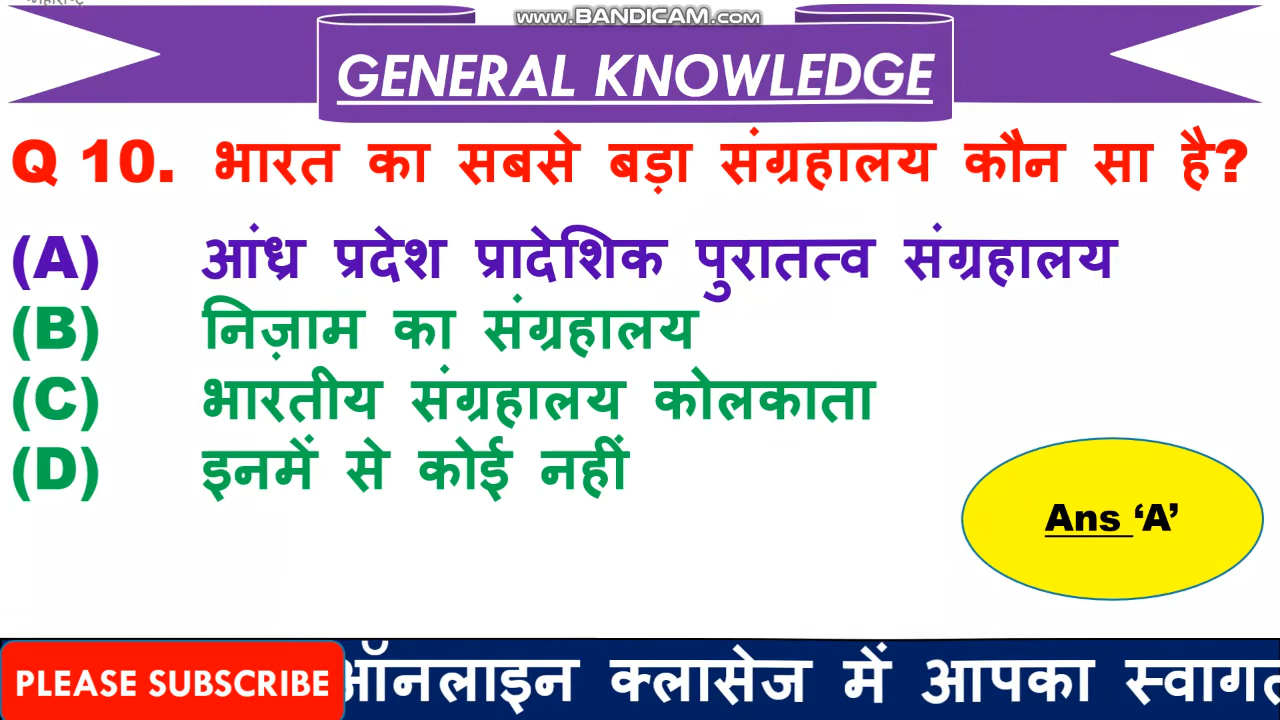 www.BANDICAM.com
GENERAL KNOWLEDGE
Q 10. भारत का सबसे बड़ा संग्रहालय कौन सा है?
(A) आंध्र प्रदेश प्रादेशिक पुरातत्व संग्रहालय
(B) निज़ाम का संग्रहालय
(C) भारतीय संग्रहालय कोलकाता
(D) इनमें से कोई नहीं
Ans ‘A’
PLEASE SUBSCRIBE
ऑनलाइन क्लासेज में आपका स्वागत